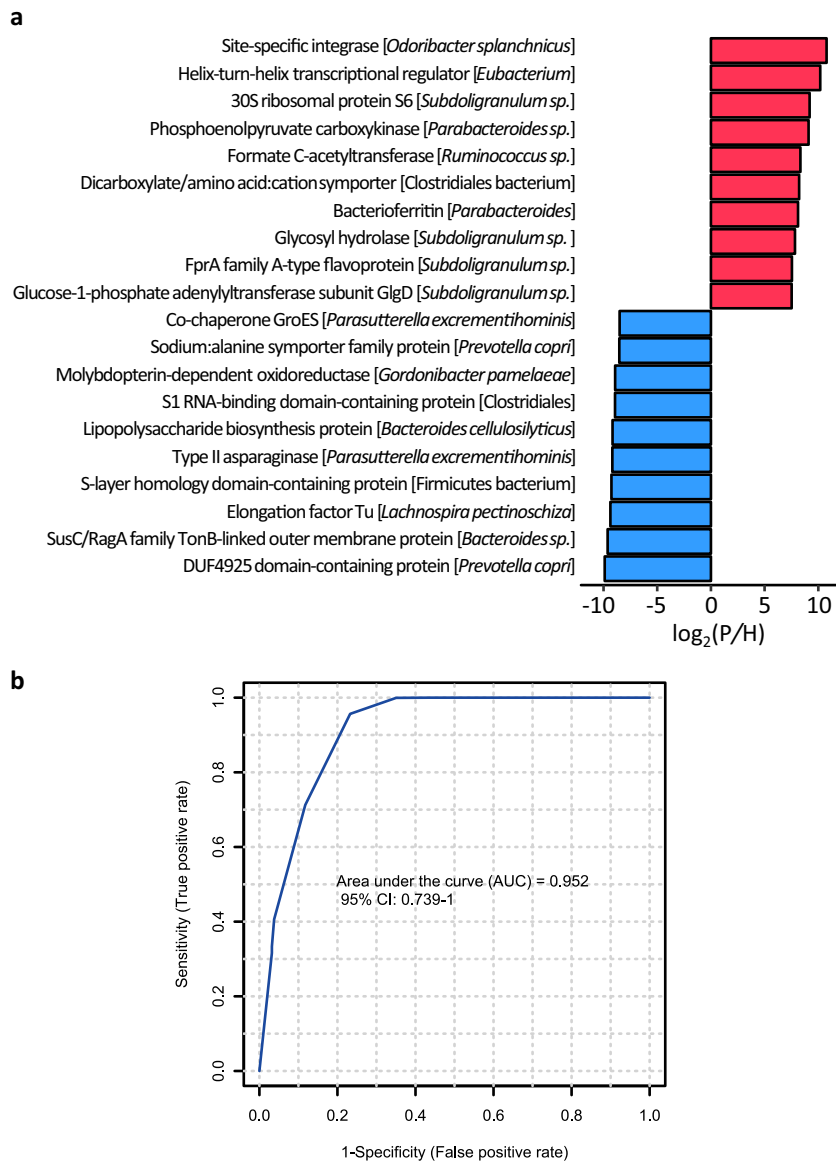 a
Site-specific integrase [Odoribacter splanchnicus]
Helix-turn-helix transcriptional regulator [Eubacterium]
30S ribosomal protein S6 [Subdoligranulum sp.]
Phosphoenolpyruvate carboxykinase [Parabacteroides sp.]
Formate C-acetyltransferase [Ruminococcus sp.]
Dicarboxylate/amino acid:cation symporter [Clostridiales bacterium]
Bacterioferritin [Parabacteroides]
Glycosyl hydrolase [Subdoligranulum sp. ]
FprA family A-type flavoprotein [Subdoligranulum sp.]
Glucose-1-phosphate adenylyltransferase subunit GlgD [Subdoligranulum sp.]
Co-chaperone GroES [Parasutterella excrementihominis]
Sodium:alanine symporter family protein [Prevotella copri]
Molybdopterin-dependent oxidoreductase [Gordonibacter pamelaeae]
S1 RNA-binding domain-containing protein [Clostridiales]
Lipopolysaccharide biosynthesis protein [Bacteroides cellulosilyticus]
Type II asparaginase [Parasutterella excrementihominis]
S-layer homology domain-containing protein [Firmicutes bacterium]
Elongation factor Tu [Lachnospira pectinoschiza]
SusC/RagA family TonB-linked outer membrane protein [Bacteroides sp.]
DUF4925 domain-containing protein [Prevotella copri]
-10 -5 0 5 10
log₂(P/H)
b
Sensitivity (True positive rate)
1.0
0.8
0.6
0.4
0.2
0.0
Area under the curve (AUC) = 0.952
95% CI: 0.739-1
0.0 0.2 0.4 0.6 0.8 1.0
1-Specificity (False positive rate)